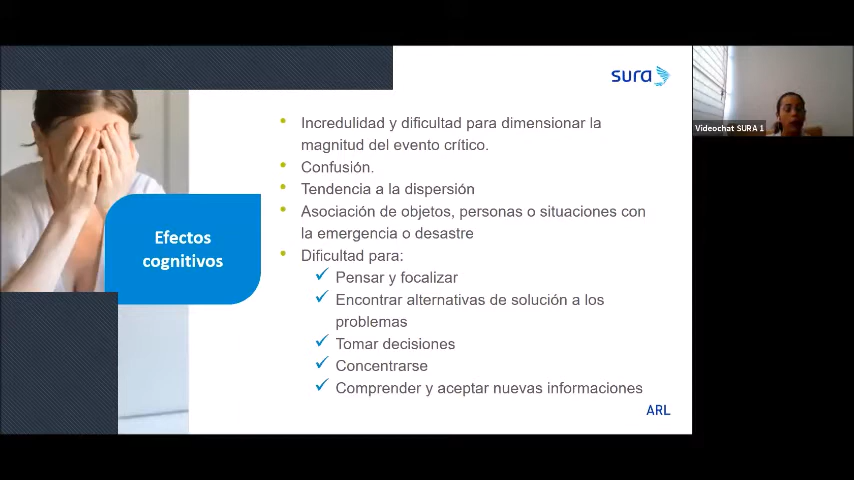 sura
Videochat SURA 1
Efectos
cognitivos
Incredulidad y dificultad para dimensionar la
magnitud del evento crítico.
Confusión.
Tendencia a la dispersión
Asociación de objetos, personas o situaciones con
la emergencia o desastre
Dificultad para:
Pensar y focalizar
Encontrar alternativas de solución a los
problemas
Tomar decisiones
Concentrarse
Comprender y aceptar nuevas informaciones
ARL